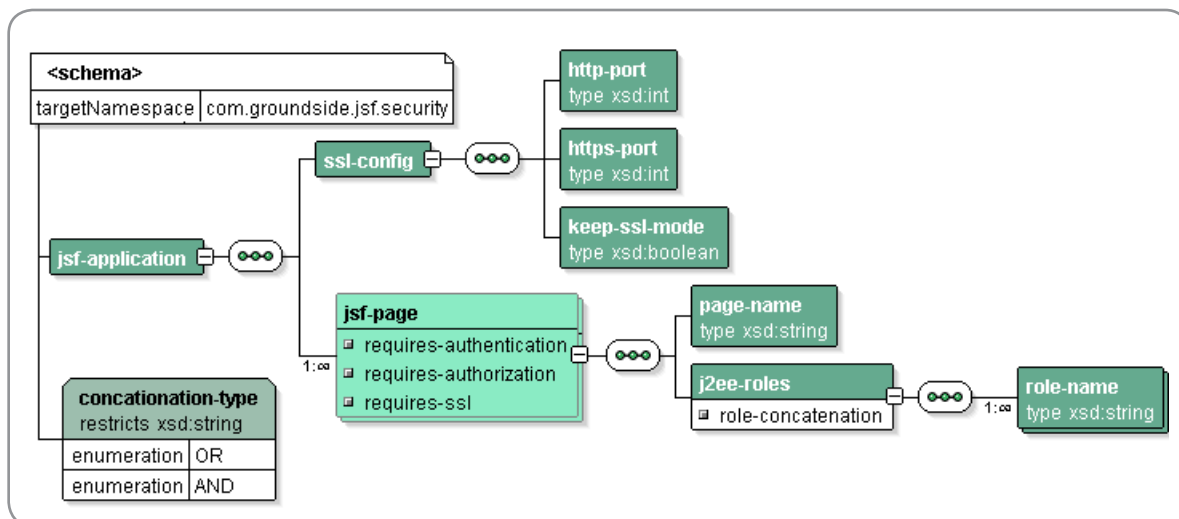 <schema>
targetNamespace com.groundside.jsf.security
http-port
type xsd:int
ssl-config
https-port
type xsd:int
keep-ssl-mode
type xsd:boolean
jsf-application
jsf-page
requires-authentication
requires-authorization
requires-ssl
1:∞
page-name
type xsd:string
j2ee-roles
role-concatenation
1:∞
role-name
type xsd:string
concationation-type
restricts xsd:string
enumeration OR
enumeration AND